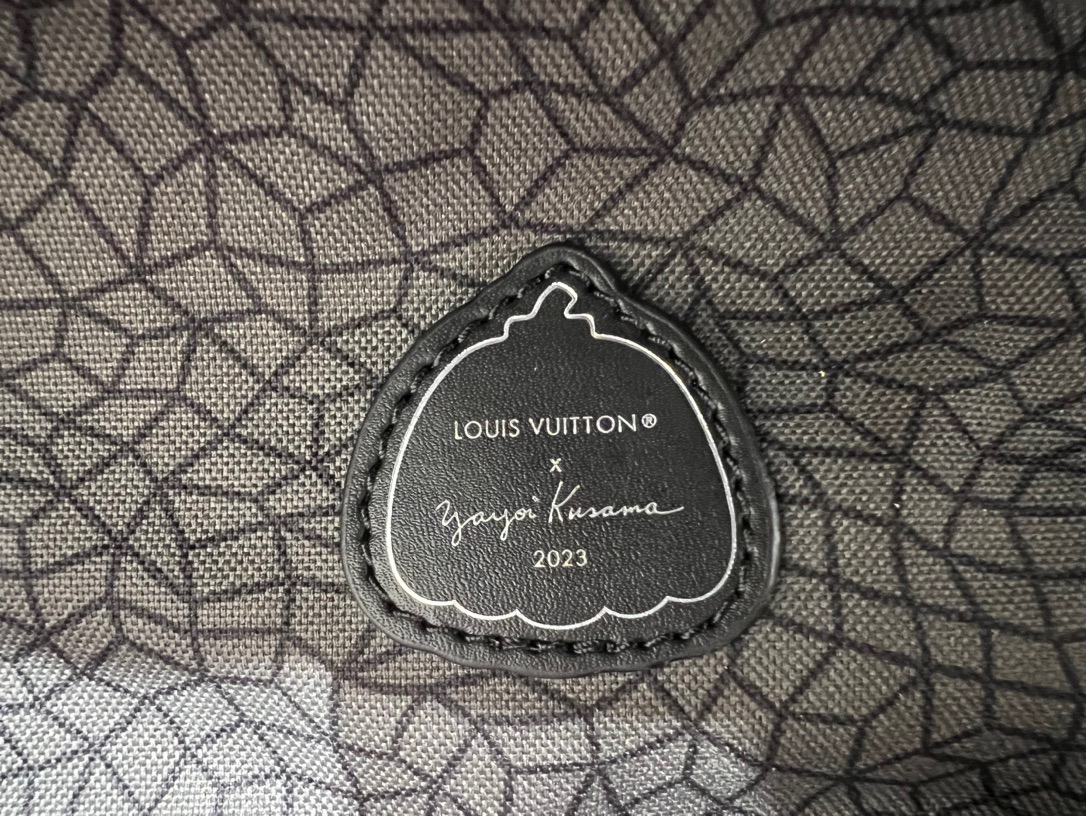 LOUIS VUITTON®
x
Yayoi Kusama
2023